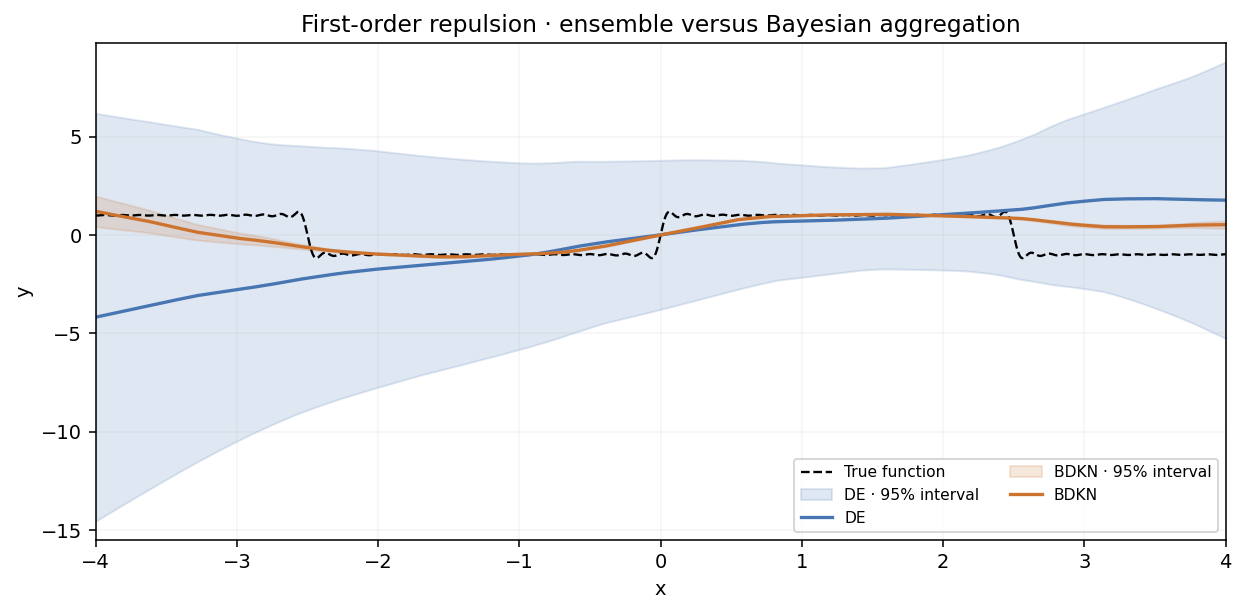 First-order repulsion · ensemble versus Bayesian aggregation
y
5
0
−5
−10
−15
−4
−3
−2
−1
0
1
2
3
4
x
True function
DE · 95% interval
DE
BDKN · 95% interval
BDKN